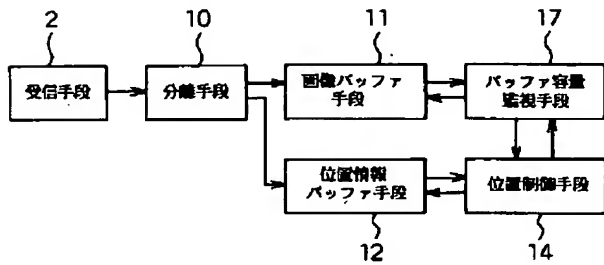 2
10
11
17
受信手段
分離手段
画像バッファ
手段
バッファ容量
監視手段
位置情報
バッファ手段
位置制御手段
12
14